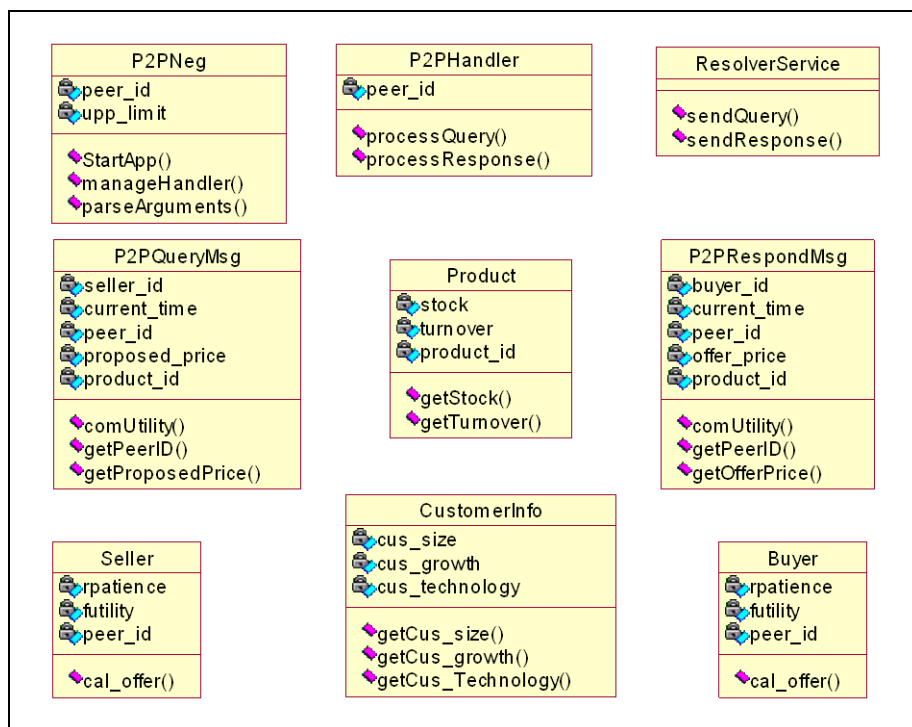 P2PNeg
peer_id
upp_limit
StartApp()
manageHandler()
parseArguments()
P2PHandler
peer_id
processQuery()
processResponse()
ResolverService
sendQuery()
sendResponse()
P2PQueryMsg
seller_id
current_time
peer_id
proposed_price
product_id
comUtility()
getPeerID()
getProposedPrice()
Product
stock
turnover
product_id
getStock()
getTurnover()
P2PRespondMsg
buyer_id
current_time
peer_id
offer_price
product_id
comUtility()
getPeerID()
getOfferPrice()
Seller
rpatience
futility
peer_id
cal_offer()
CustomerInfo
cus_size
cus_growth
cus_technology
getCus_size()
getCus_growth()
getCus_Technology()
Buyer
rpatience
futility
peer_id
cal_offer()